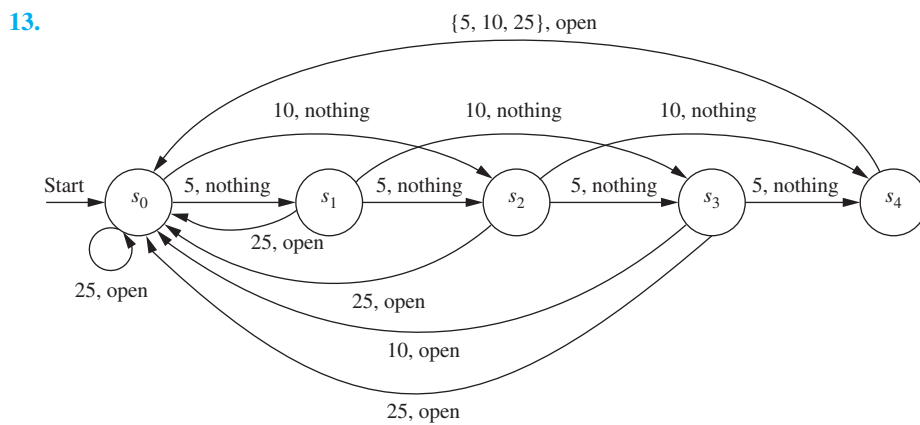 13.
{5, 10, 25}, open
10, nothing 10, nothing 10, nothing
Start
s0 5, nothing s1 5, nothing s2 5, nothing s3 5, nothing s4
25, open
25, open
25, open
10, open
25, open